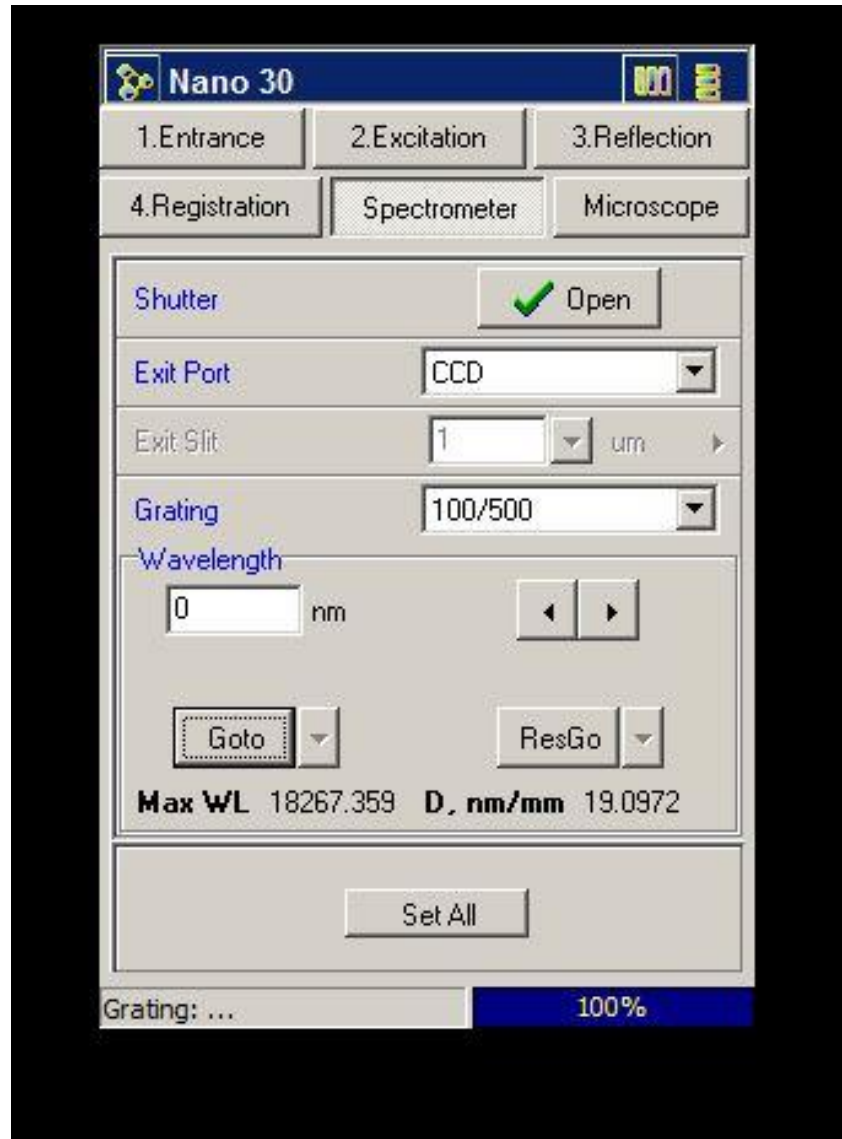 Nano 30
1.Entrance 2.Excitation 3.Reflection
4.Registration Spectrometer Microscope
Shutter Open
Exit Port CCD
Exit Slit 1 um
Grating 100/500
Wavelength
0 nm
Goto ResGo
Max WL 18267.359 D, nm/mm 19.0972
Set All
Grating: ... 100%